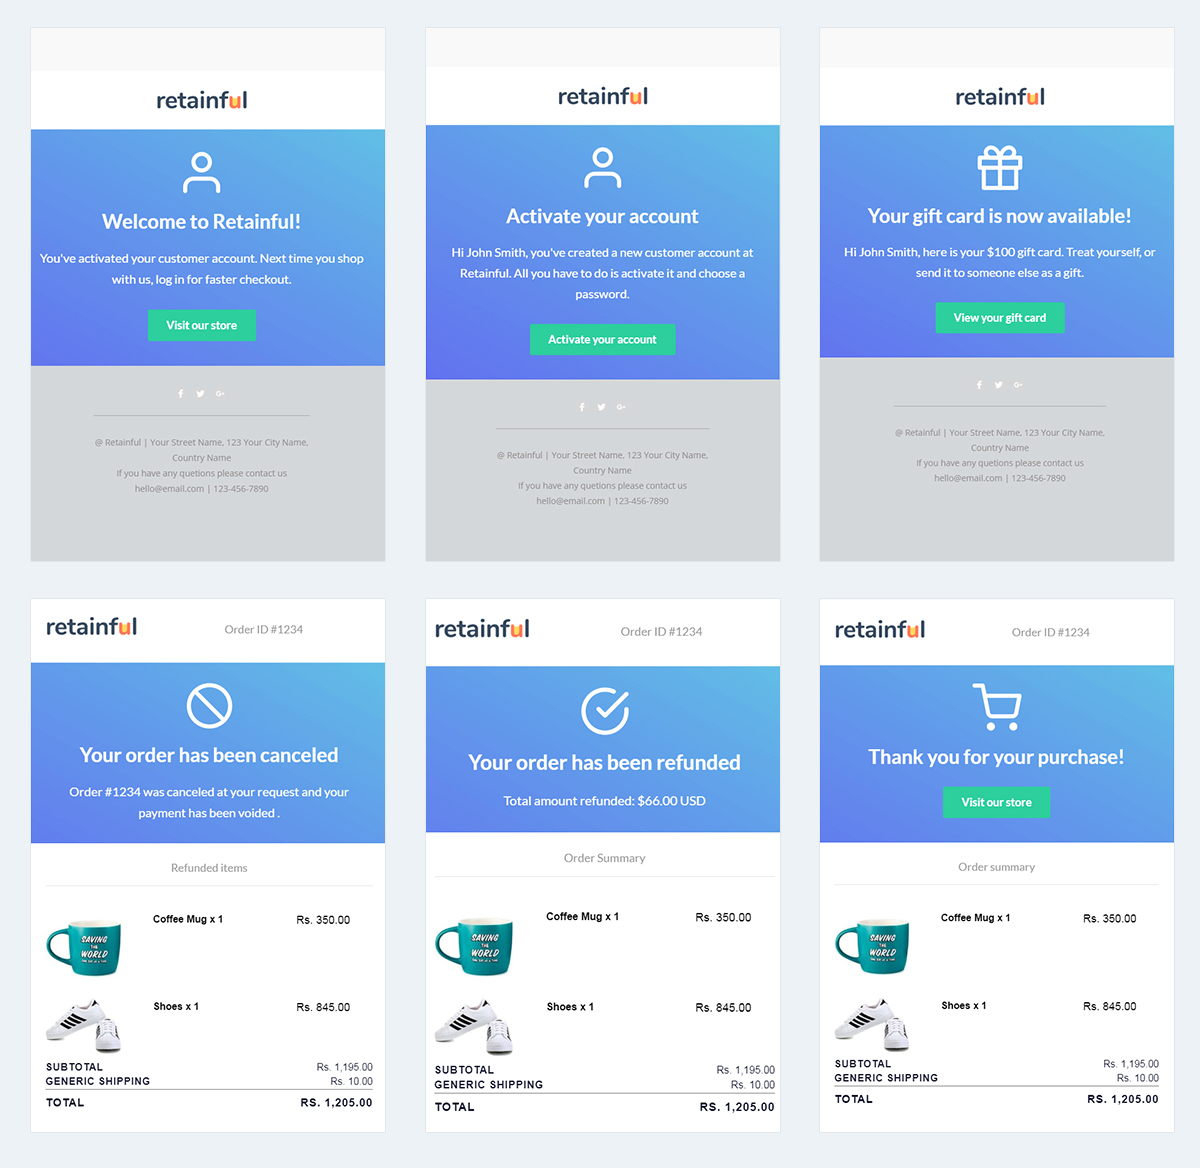 retainful
Welcome to Retainful!
You've activated your customer account. Next time you shop
with us, log in for faster checkout.
Visit our store
@ Retainful | Your Street Name, 123 Your City Name,
Country Name
If you have any quetions please contact us
hello@email.com | 123-456-7890
retainful
Activate your account
Hi John Smith, you've created a new customer account at
Retainful. All you have to do is activate it and choose a
password.
Activate your account
@ Retainful | Your Street Name, 123 Your City Name,
Country Name
If you have any quetions please contact us
hello@email.com | 123-456-7890
retainful
Your gift card is now available!
Hi John Smith, here is your $100 gift card. Treat yourself, or
send it to someone else as a gift.
View your gift card
@ Retainful | Your Street Name, 123 Your City Name,
Country Name
If you have any quetions please contact us
hello@email.com | 123-456-7890
retainful Order ID #1234
Your order has been canceled
Order #1234 was canceled at your request and your
payment has been voided .
Refunded items
Coffee Mug x 1 Rs. 350.00
SAVING
THE
WORLD
Shoes x 1 Rs. 845.00
SUBTOTAL Rs. 1,195.00
GENERIC SHIPPING Rs. 10.00
TOTAL RS. 1,205.00
retainful Order ID #1234
Your order has been refunded
Total amount refunded: $66.00 USD
Order Summary
Coffee Mug x 1 Rs. 350.00
SAVING
THE
WORLD
Shoes x 1 Rs. 845.00
SUBTOTAL Rs. 1,195.00
GENERIC SHIPPING Rs. 10.00
TOTAL RS. 1,205.00
retainful Order ID #1234
Thank you for your purchase!
Visit our store
Order summary
Coffee Mug x 1 Rs. 350.00
SAVING
THE
WORLD
Shoes x 1 Rs. 845.00
SUBTOTAL Rs. 1,195.00
GENERIC SHIPPING Rs. 10.00
TOTAL RS. 1,205.00